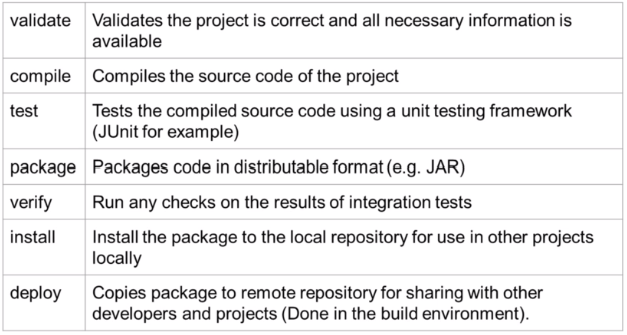 validate Validates the project is correct and all necessary information is
available
compile Compiles the source code of the project
test Tests the compiled source code using a unit testing framework
(JUnit for example)
package Packages code in distributable format (e.g. JAR)
verify Run any checks on the results of integration tests
install Install the package to the local repository for use in other projects
locally
deploy Copies package to remote repository for sharing with other
developers and projects (Done in the build environment).